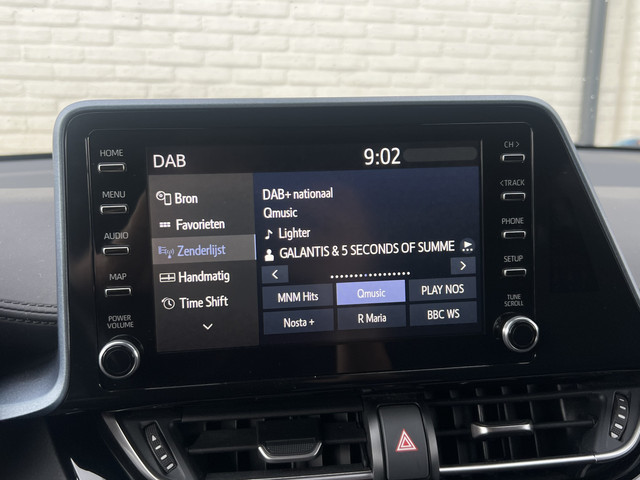 DAB 9:02
HOME
MENU
AUDIO
MAP
POWER
VOLUME
Bron
Favorieten
Zenderlijst
Handmatig
Time Shift
DAB+ nationaal
Qmusic
Lighter
GALANTIS & 5 SECONDS OF SUMME
MNM Hits Qmusic PLAY NOS
Nosta + R Maria BBC WS
CH >
< TRACK
PHONE
SETUP
TUNE
SCROLL